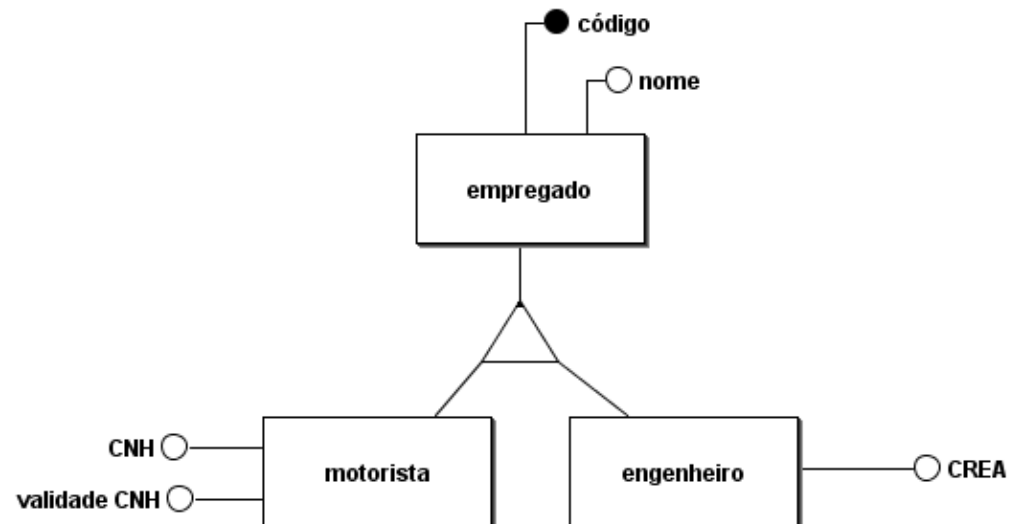 código
nome
empregado
CNH
motorista
engenheiro
CREA
validade CNH